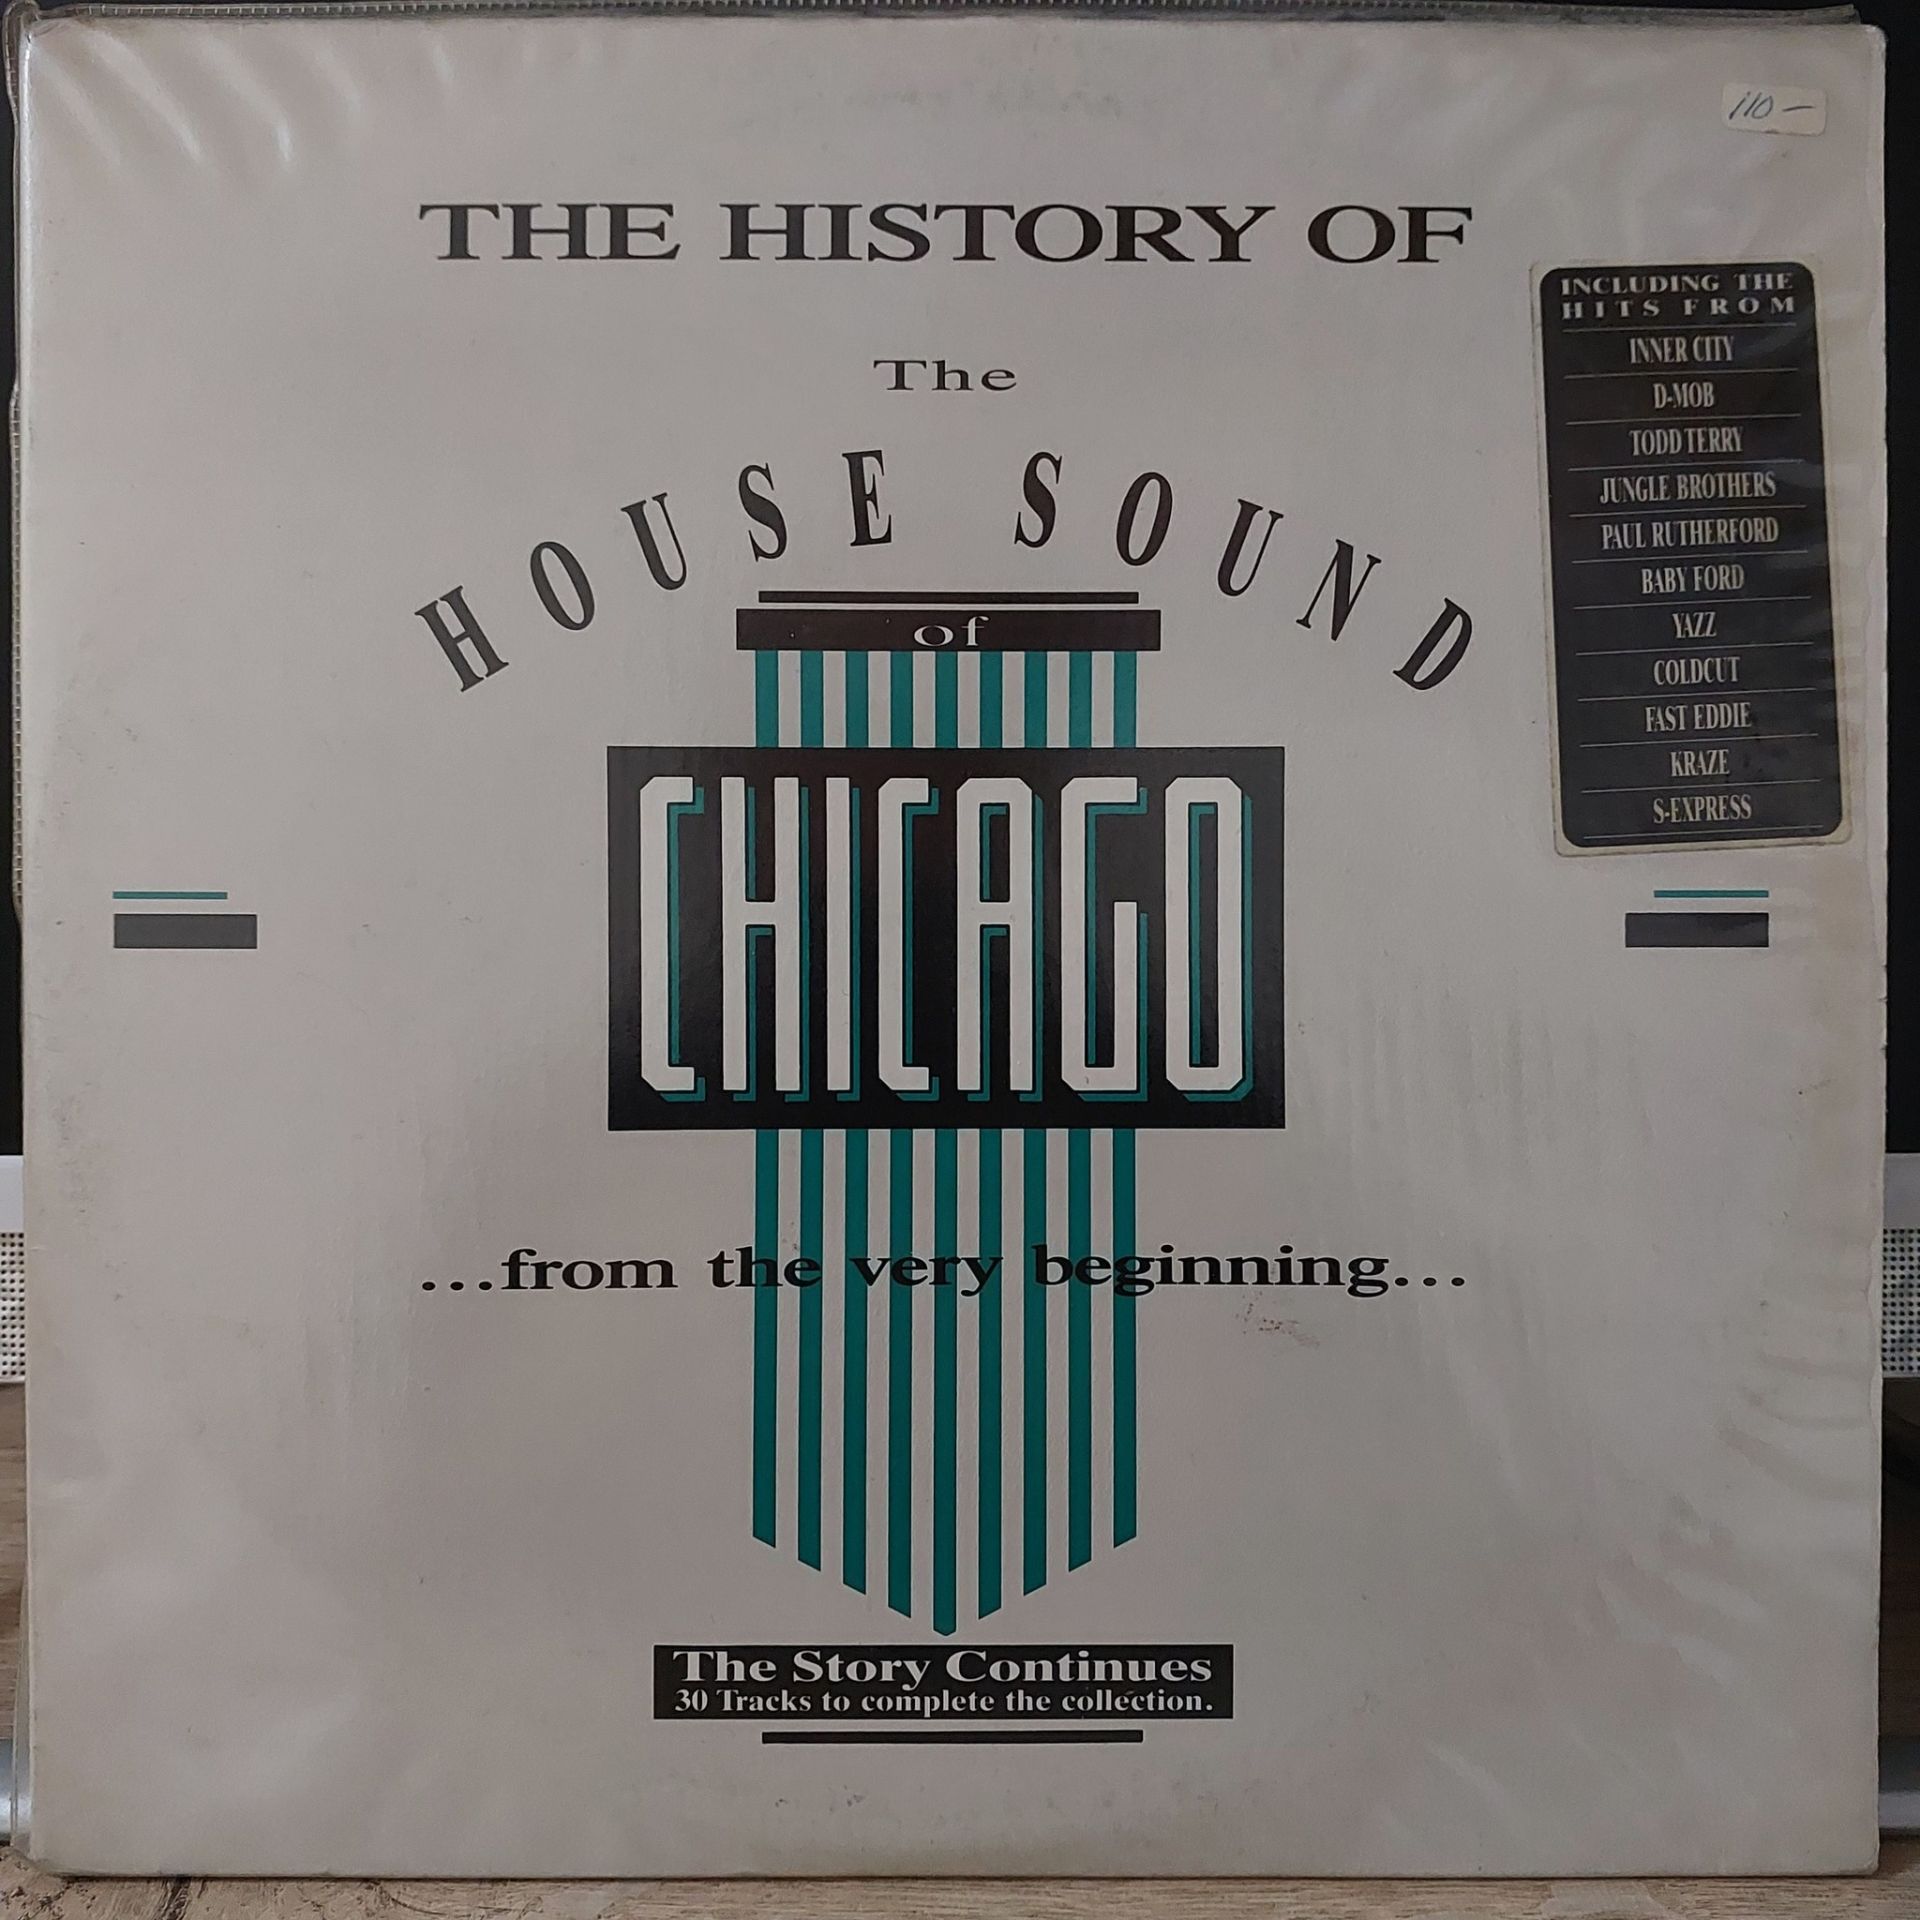 110 –
THE HISTORY OF
The
HOUSE SOUND
of
CHICAGO
...from the very beginning...
The Story Continues
30 Tracks to complete the collection.
INCLUDING THE
HITS FROM
INNER CITY
D-MOB
TODD TERRY
JUNGLE BROTHERS
PAUL RUTHERFORD
BABY FORD
YAZZ
COLDCUT
FAST EDDIE
KRAZE
S-EXPRESS